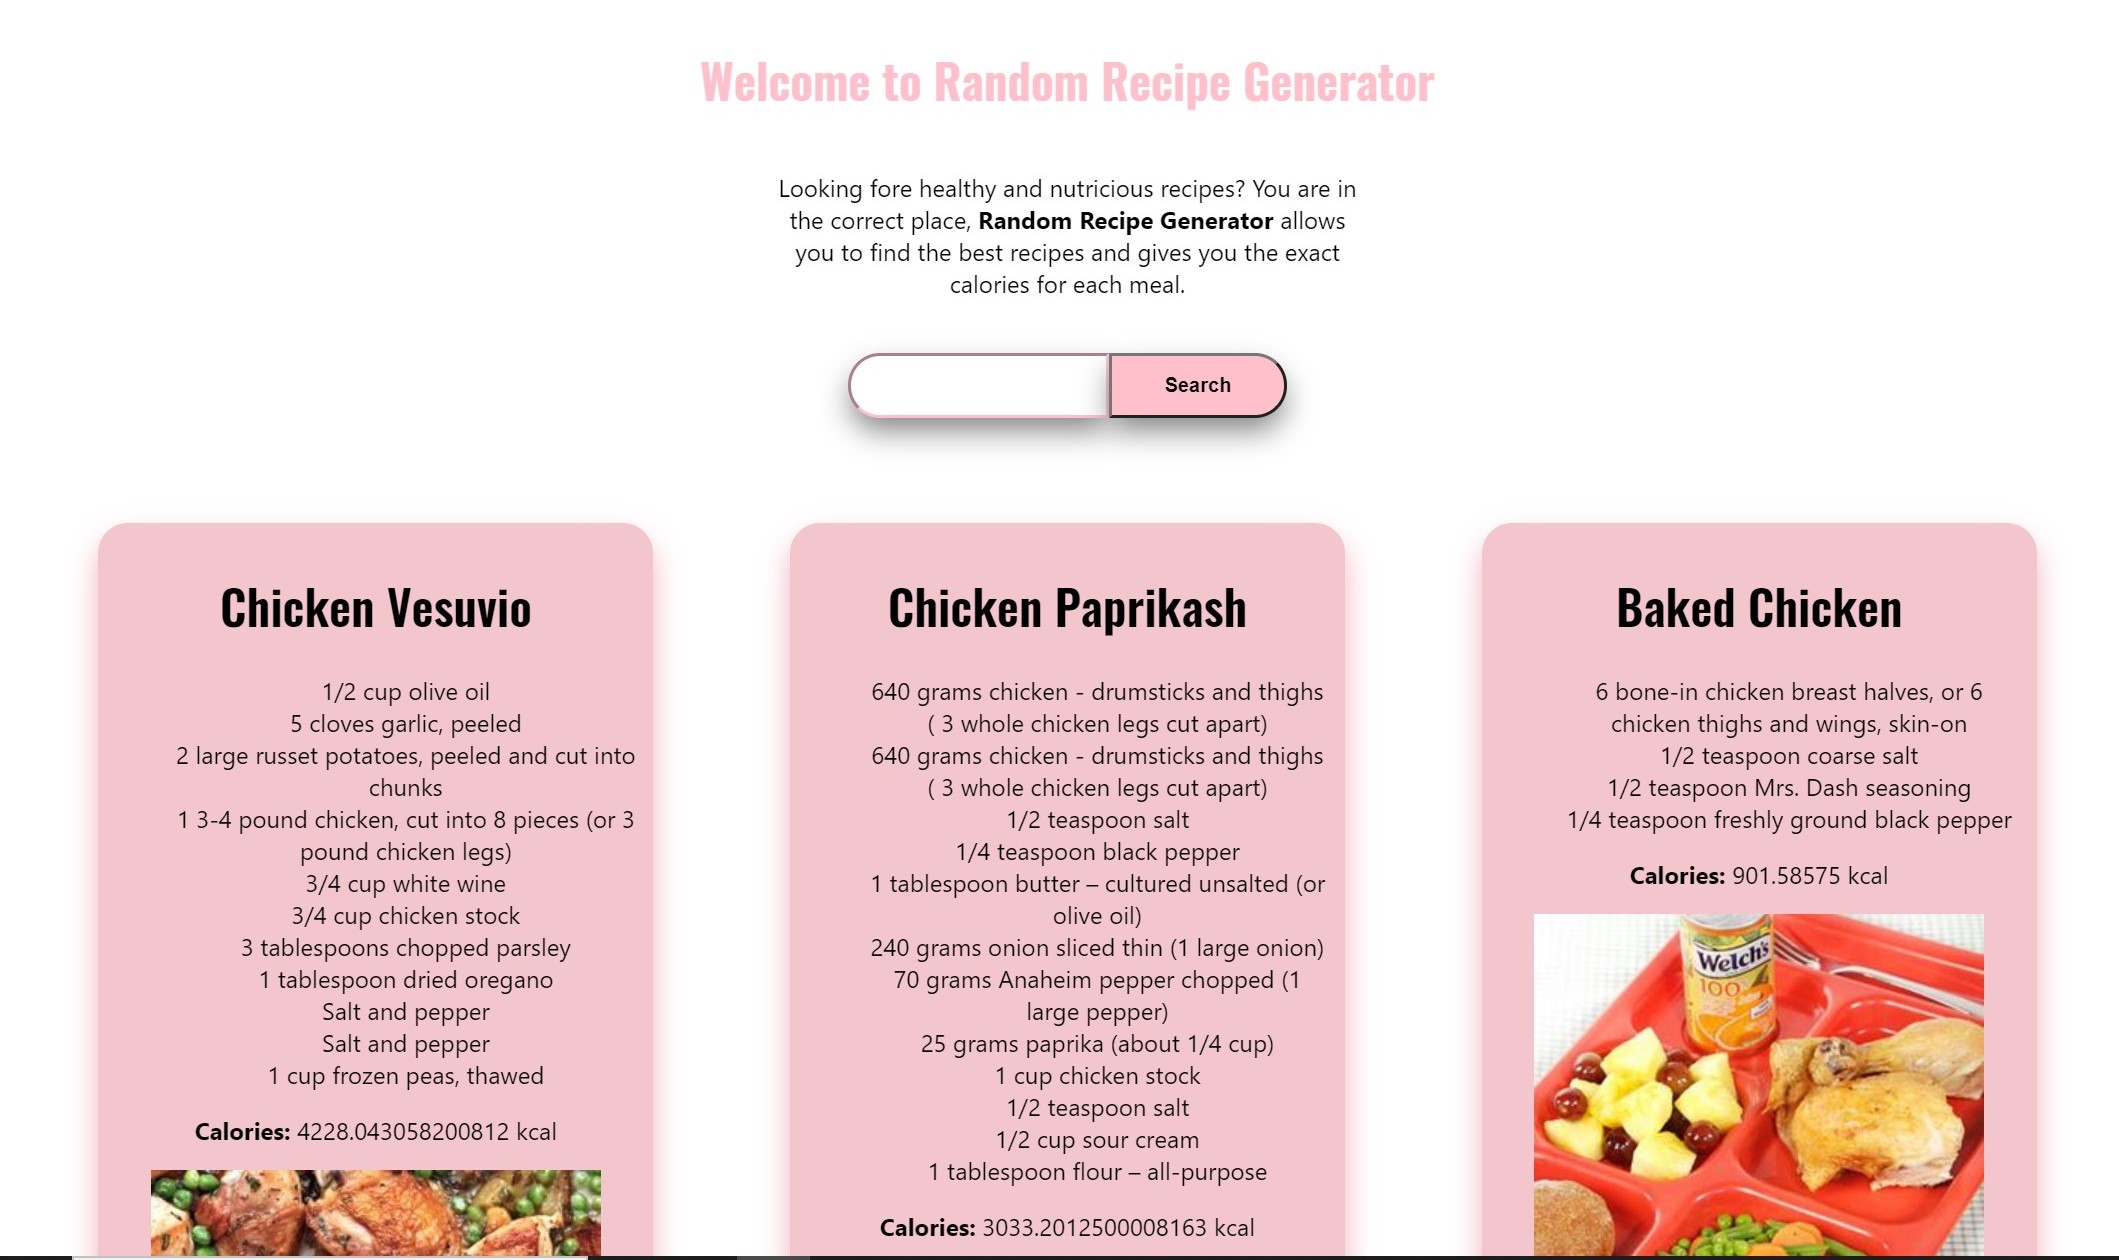 Welcome to Random Recipe Generator
Looking fore healthy and nutricious recipes? You are in
the correct place, Random Recipe Generator allows
you to find the best recipes and gives you the exact
calories for each meal.
Search
Chicken Vesuvio
1/2 cup olive oil
5 cloves garlic, peeled
2 large russet potatoes, peeled and cut into
chunks
1 3-4 pound chicken, cut into 8 pieces (or 3
pound chicken legs)
3/4 cup white wine
3/4 cup chicken stock
3 tablespoons chopped parsley
1 tablespoon dried oregano
Salt and pepper
Salt and pepper
1 cup frozen peas, thawed
Calories: 4228.043058200812 kcal
Chicken Paprikash
640 grams chicken - drumsticks and thighs
( 3 whole chicken legs cut apart)
640 grams chicken - drumsticks and thighs
( 3 whole chicken legs cut apart)
1/2 teaspoon salt
1/4 teaspoon black pepper
1 tablespoon butter – cultured unsalted (or
olive oil)
240 grams onion sliced thin (1 large onion)
70 grams Anaheim pepper chopped (1
large pepper)
25 grams paprika (about 1/4 cup)
1 cup chicken stock
1/2 teaspoon salt
1/2 cup sour cream
1 tablespoon flour – all-purpose
Calories: 3033.2012500008163 kcal
Baked Chicken
6 bone-in chicken breast halves, or 6
chicken thighs and wings, skin-on
1/2 teaspoon coarse salt
1/2 teaspoon Mrs. Dash seasoning
1/4 teaspoon freshly ground black pepper
Calories: 901.58575 kcal
Welch's
100